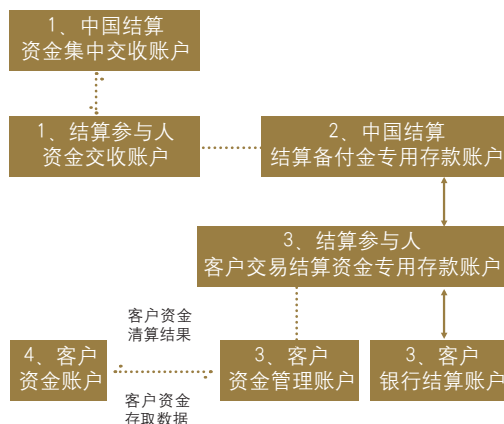 1、中国结算
资金集中交收账户
1、结算参与人
资金交收账户
2、中国结算
结算备付金专用存款账户
3、结算参与人
客户交易结算资金专用存款账户
客户资金
清算结果
4、客户
资金账户
3、客户
资金管理账户
3、客户
银行结算账户
客户资金
存取数据